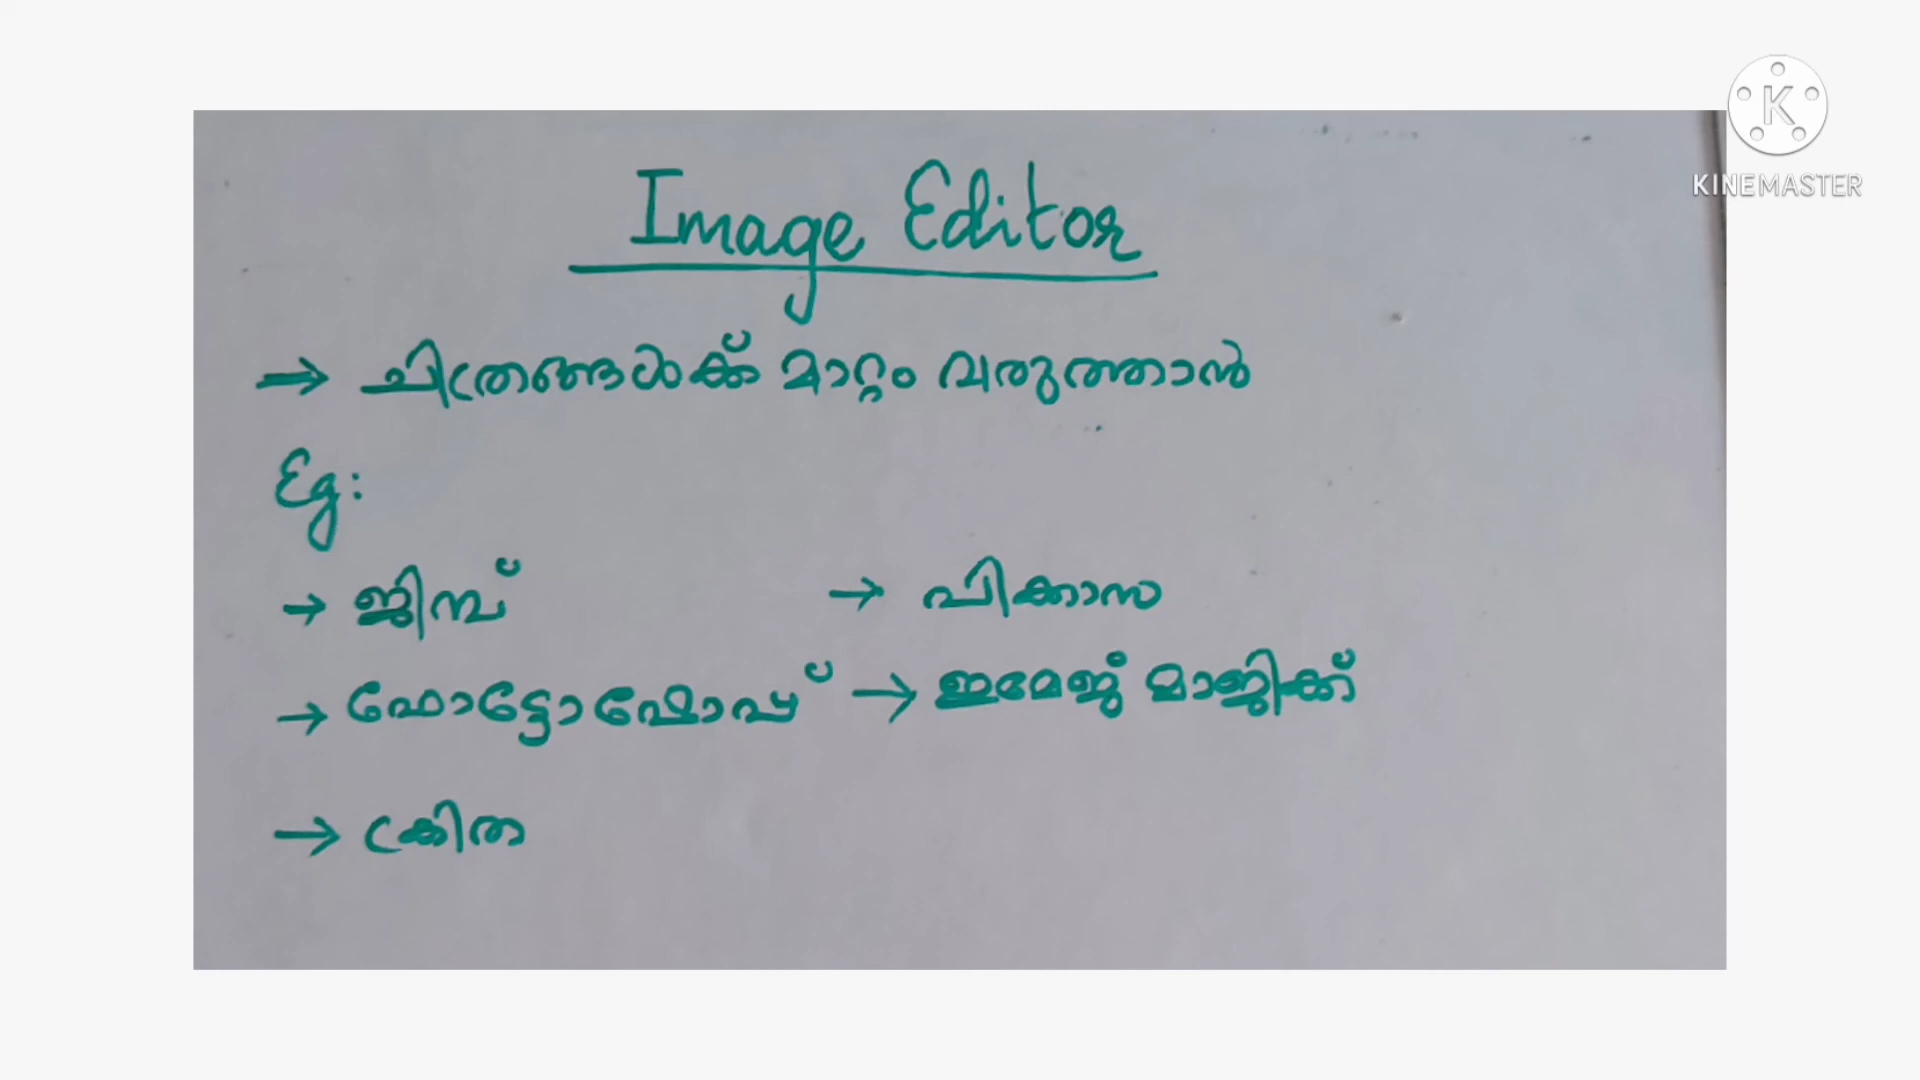 Image Editor
→ ചിത്രങ്ങൾക്ക് മാറ്റം വരുത്താൻ
Eg:
→ ജിമ്പ് → പിക്കാസ
→ ഫോട്ടോഷോപ്പ് → ഇമേജ് മാജിക്ക്
→ ക്രിത
K
KINEMASTER